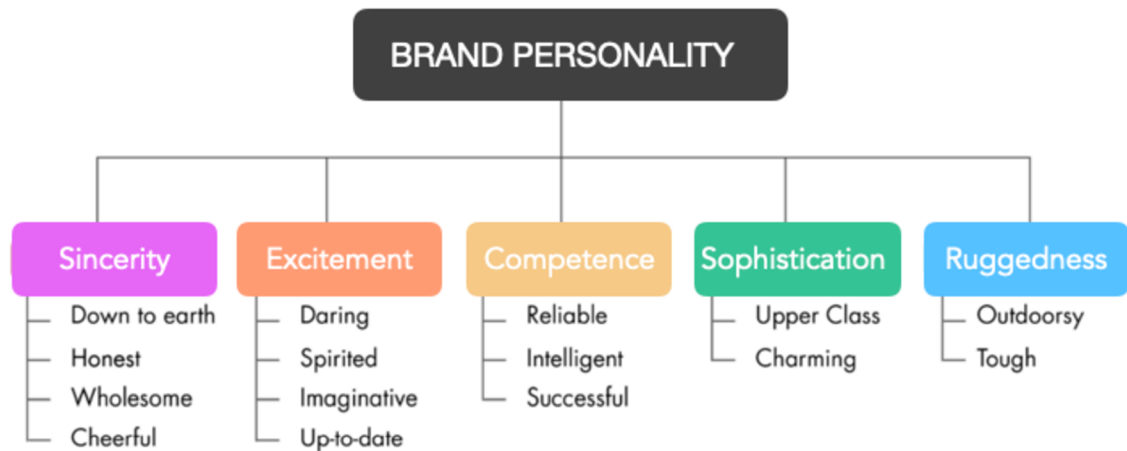 BRAND PERSONALITY
Sincerity
Down to earth
Honest
Wholesome
Cheerful
Excitement
Daring
Spirited
Imaginative
Up-to-date
Competence
Reliable
Intelligent
Successful
Sophistication
Upper Class
Charming
Ruggedness
Outdoorsy
Tough